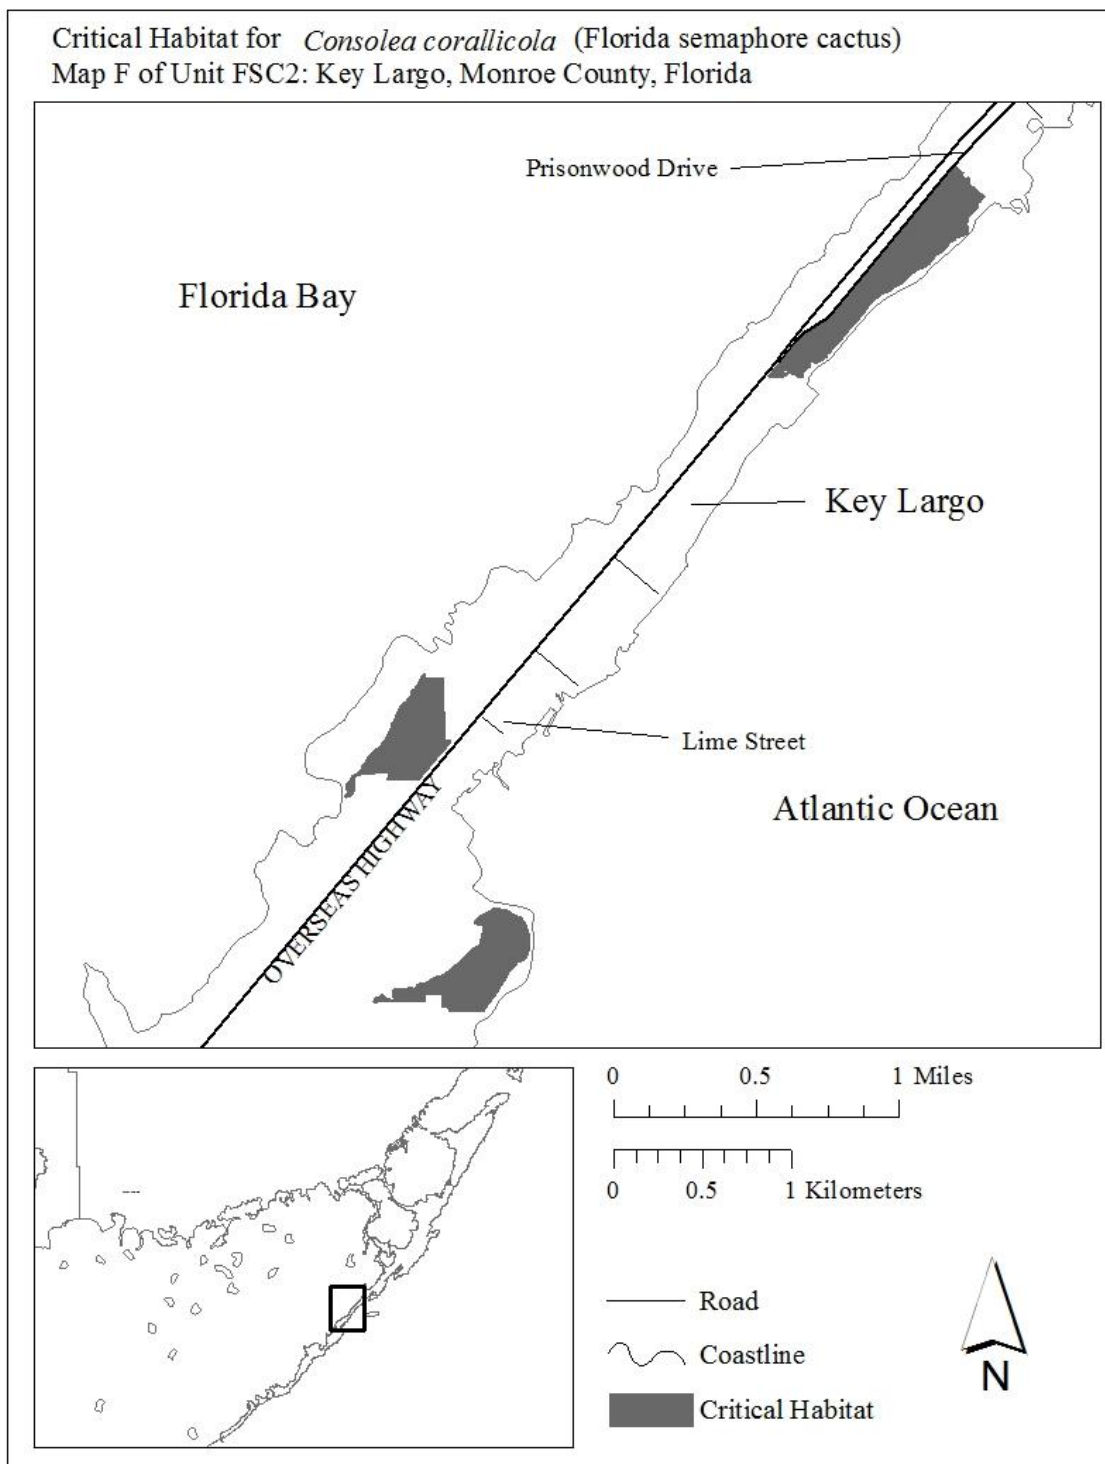 Critical Habitat for Consolea corallicola (Florida semaphore cactus)
Map F of Unit FSC2: Key Largo, Monroe County, Florida
Prisonwood Drive
Florida Bay
Key Largo
Lime Street
Atlantic Ocean
OVERSEAS HIGHWAY
0 0.5 1 Miles
0 0.5 1 Kilometers
Road
Coastline
Critical Habitat
N